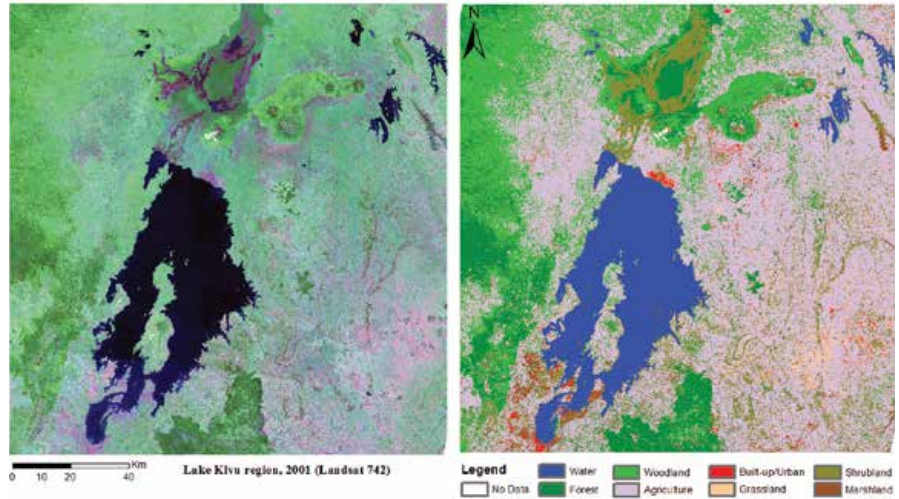 N
Km
0 10 20 40
Lake Kivu region, 2001 (Landsat 742)
Legend
Water
Woodland
Built-up/Urban
Shrubland
No Data
Forest
Agriculture
Grassland
Marshland